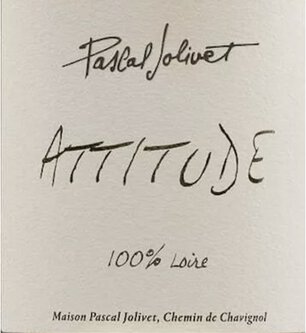 Pascal Jolivet
ATTITUDE
100% LOIRE
Maison Pascal Jolivet, Chemin de Chavignol